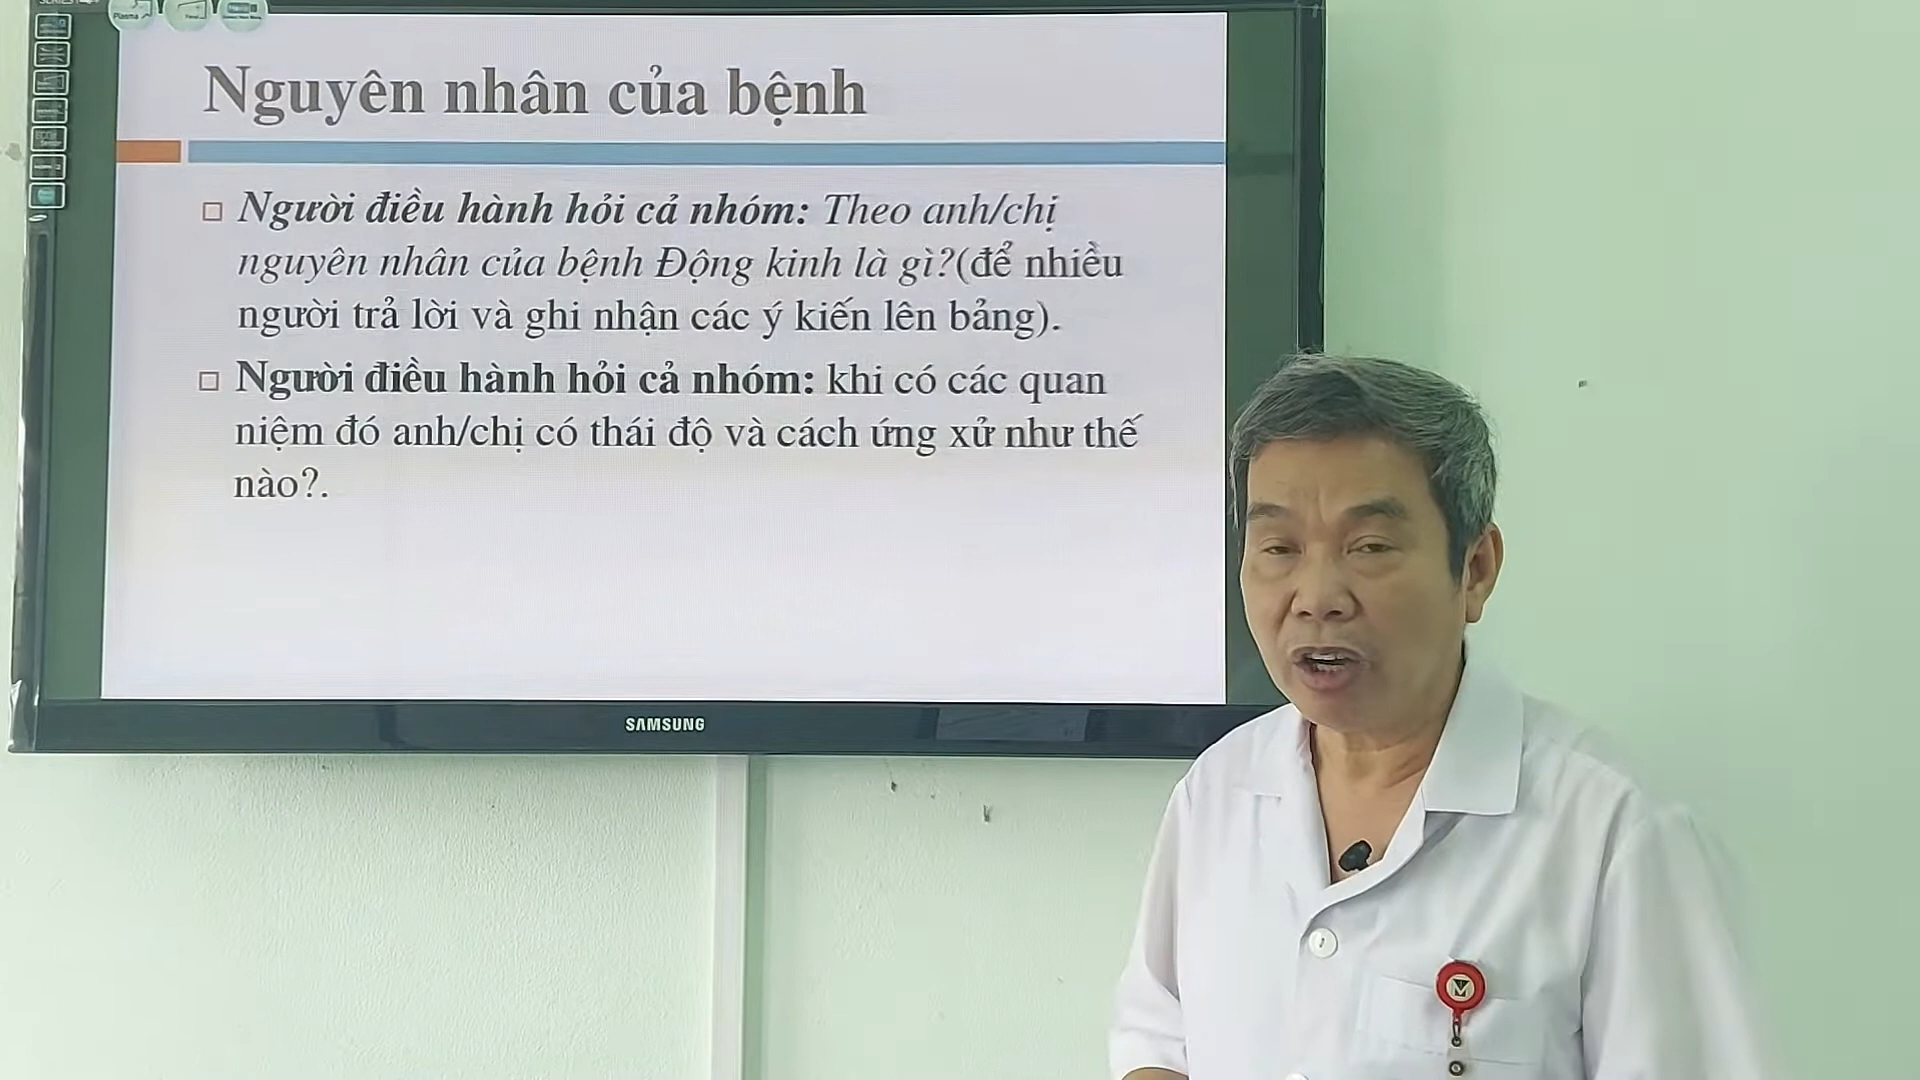 Nguyên nhân của bệnh
Người điều hành hỏi cả nhóm: Theo anh/chị
nguyên nhân của bệnh Động kinh là gì?(để nhiều
người trả lời và ghi nhận các ý kiến lên bảng).
Người điều hành hỏi cả nhóm: khi có các quan
niệm đó anh/chị có thái độ và cách ứng xử như thế
nào?.
SAMSUNG